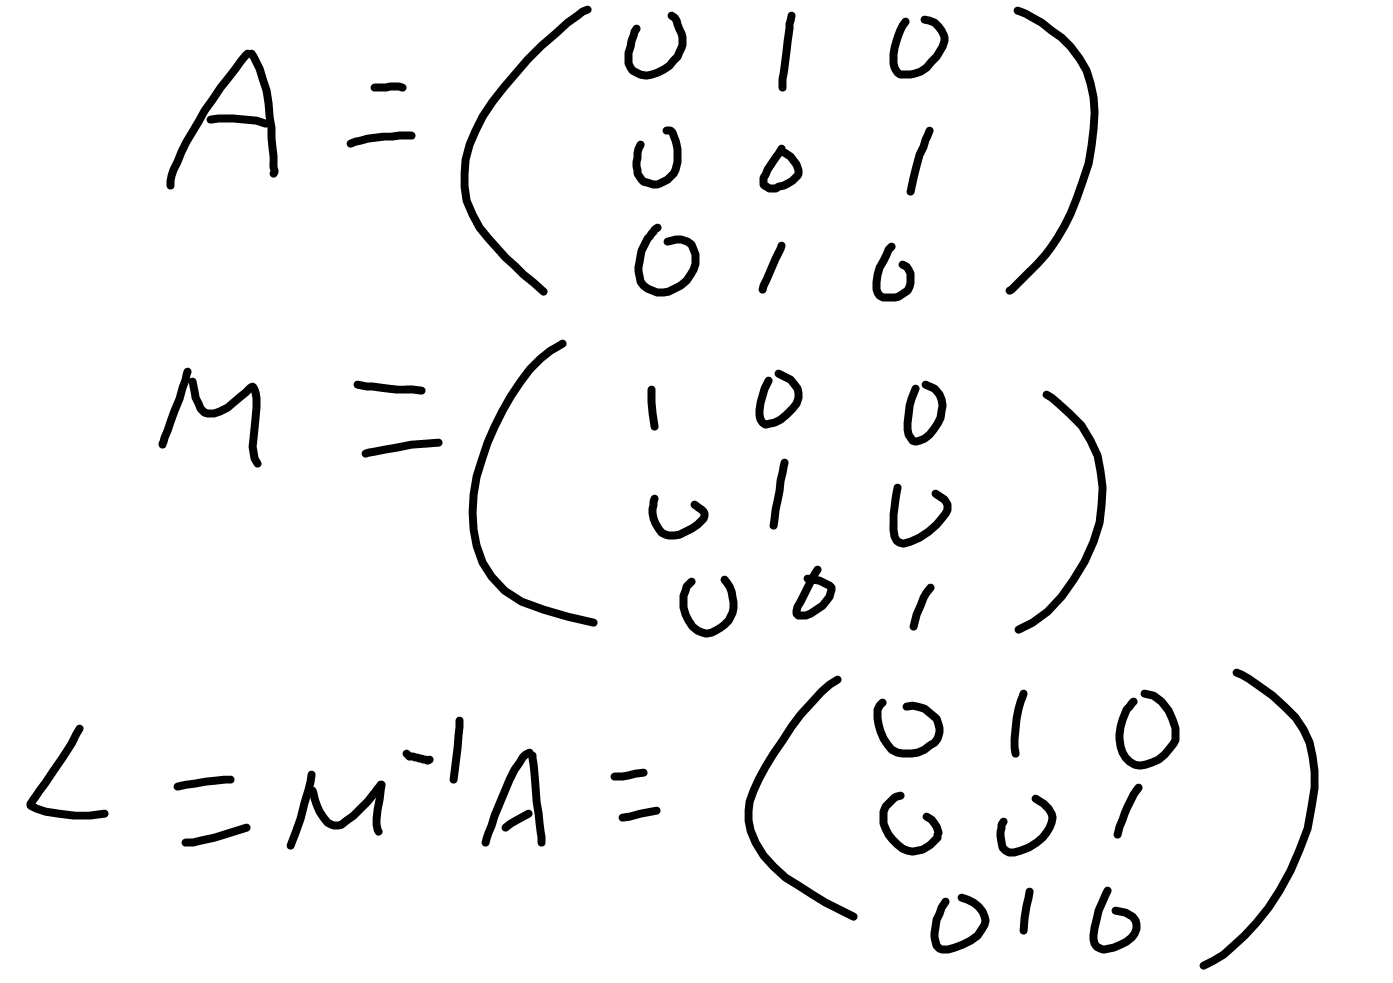 A = ( 0 1 0
0 0 1
0 1 0 )
M = ( 1 0 0
0 1 0
0 0 1 )
L = M⁻¹A = ( 0 1 0
0 0 1
0 1 0 )